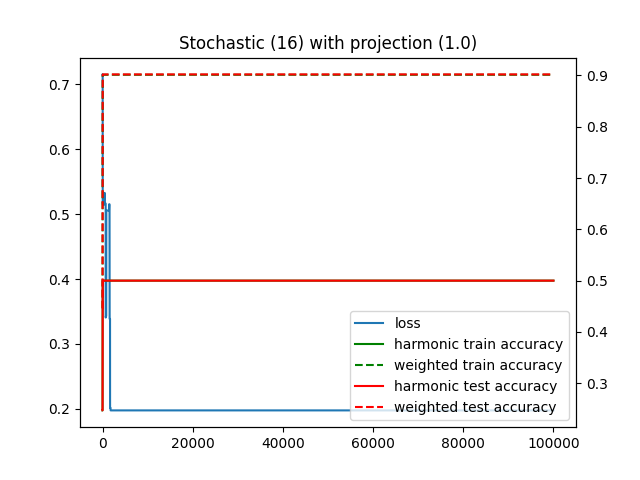 Stochastic (16) with projection (1.0)
0.7
0.6
0.5
0.4
0.3
0.2
0.9
0.8
0.7
0.6
0.5
0.4
0.3
loss
harmonic train accuracy
weighted train accuracy
harmonic test accuracy
weighted test accuracy
0 20000 40000 60000 80000 100000